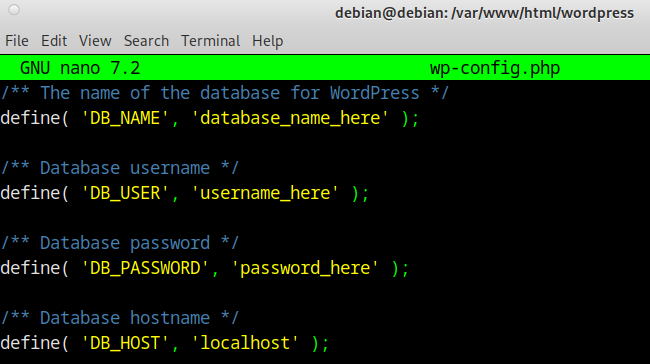 debian@debian: /var/www/html/wordpress
File Edit View Search Terminal Help
GNU nano 7.2 wp-config.php
/** The name of the database for WordPress */
define( 'DB_NAME', 'database_name_here' );
/** Database username */
define( 'DB_USER', 'username_here' );
/** Database password */
define( 'DB_PASSWORD', 'password_here' );
/** Database hostname */
define( 'DB_HOST', 'localhost' );